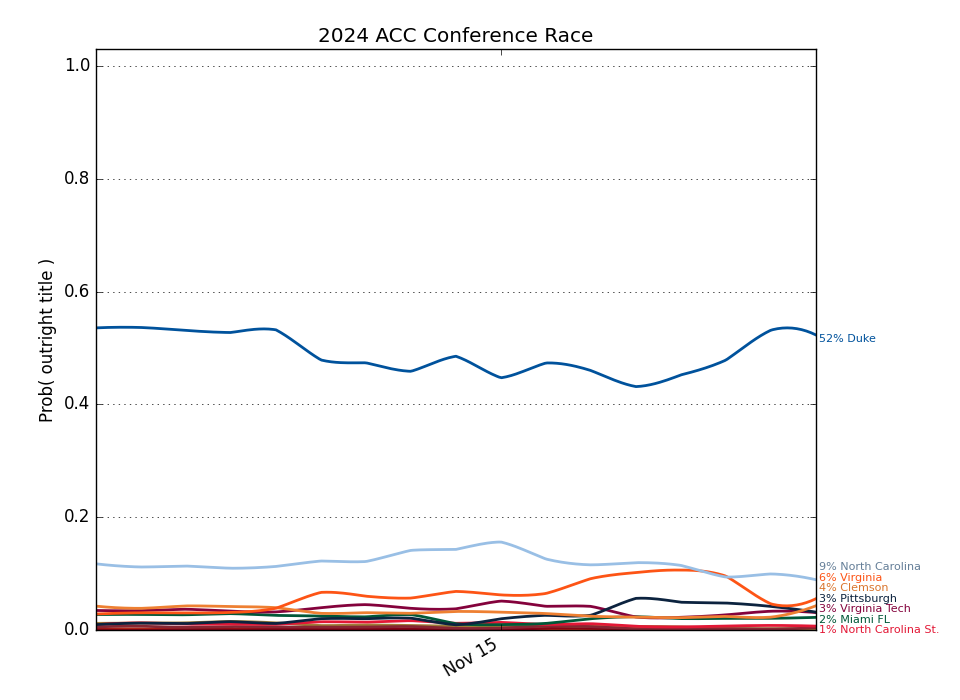 2024 ACC Conference Race
Prob( outright title )
1.0
0.8
0.6
0.4
0.2
0.0
Nov 15
52% Duke
9% North Carolina
6% Virginia
4% Clemson
3% Pittsburgh
3% Virginia Tech
2% Miami FL
1% North Carolina St.